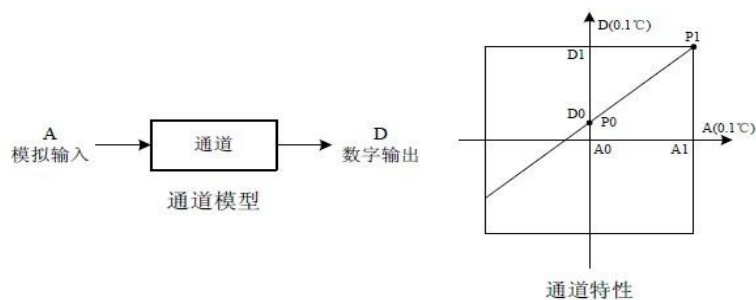 A
模拟输入
通道
D
数字输出
通道模型
D(0.1℃)
P1
D1
D0
P0
A(0.1℃)
A0
A1
通道特性